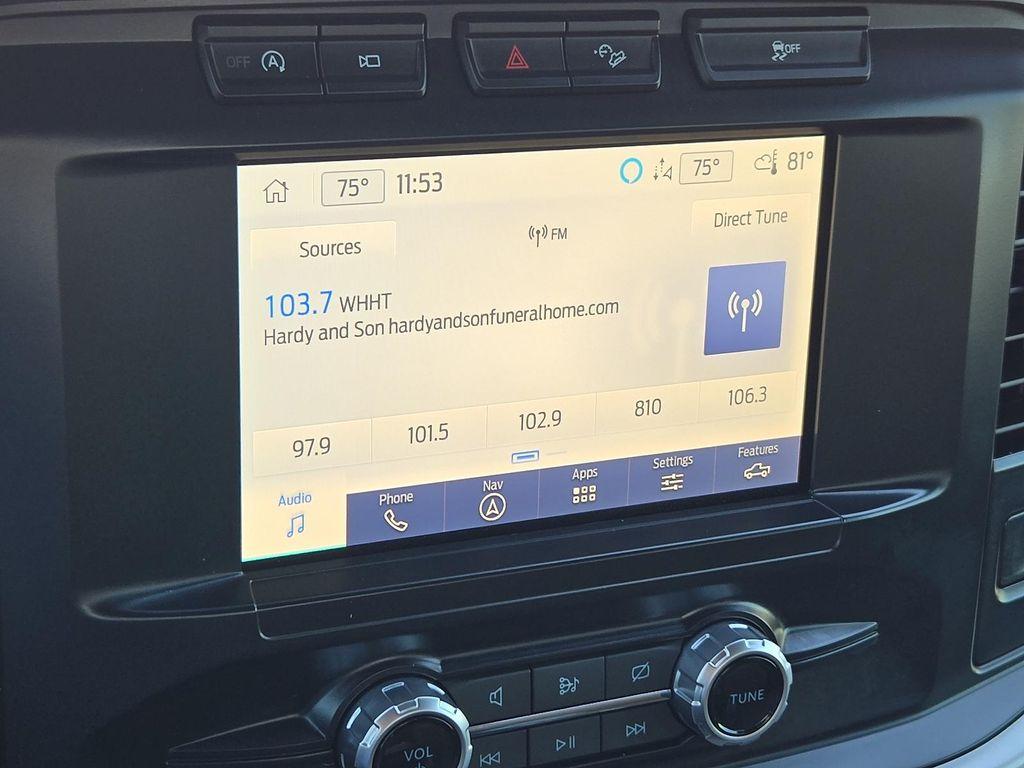 OFF A
OFF
75° 11:53 75° 81°
Sources
FM
Direct Tune
103.7 WHHT
Hardy and Son hardyandsonfuneralhome.com
97.9 101.5 102.9 810 106.3
Audio Phone Nav Apps Settings Features
VOL
TUNE